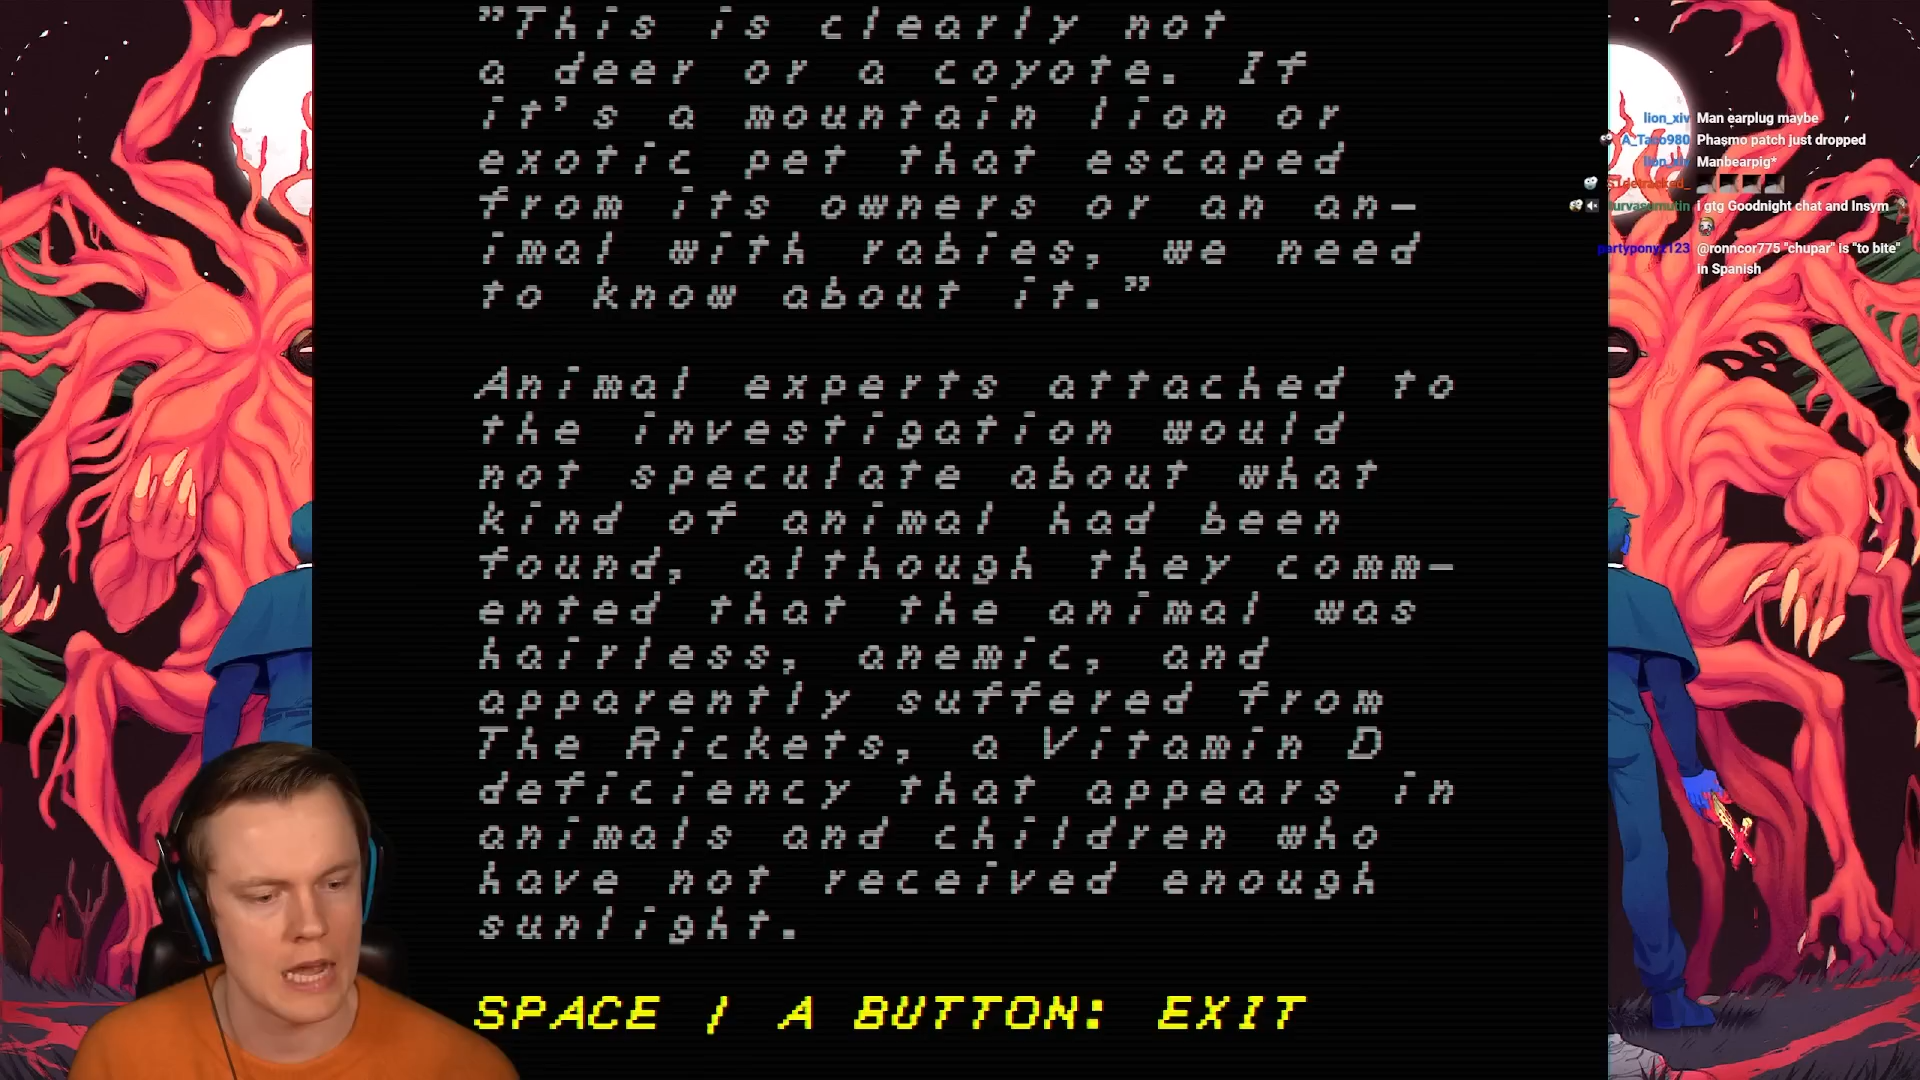 "This is clearly not
a deer or a coyote. If
it's a mountain lion or
exotic pet that escaped
from its owners or an an-
imal with rabies, we need
to know about it."
Animal experts attached to
the investigation would
not speculate about what
kind of animal had been
found, although they comm-
ented that the animal was
hairless, anemic, and
apparently suffered from
The Rickets, a Vitamin D
deficiency that appears in
animals and children who
have not received enough
sunlight.
SPACE / A BUTTON: EXIT
lion_xiv Man earplug maybe
A_Taco980 Phasmo patch just dropped
lion_xiv Manbearpig*
i gtg Goodnight chat and Insym
@ronncor775 "chupar" is "to bite"
in Spanish